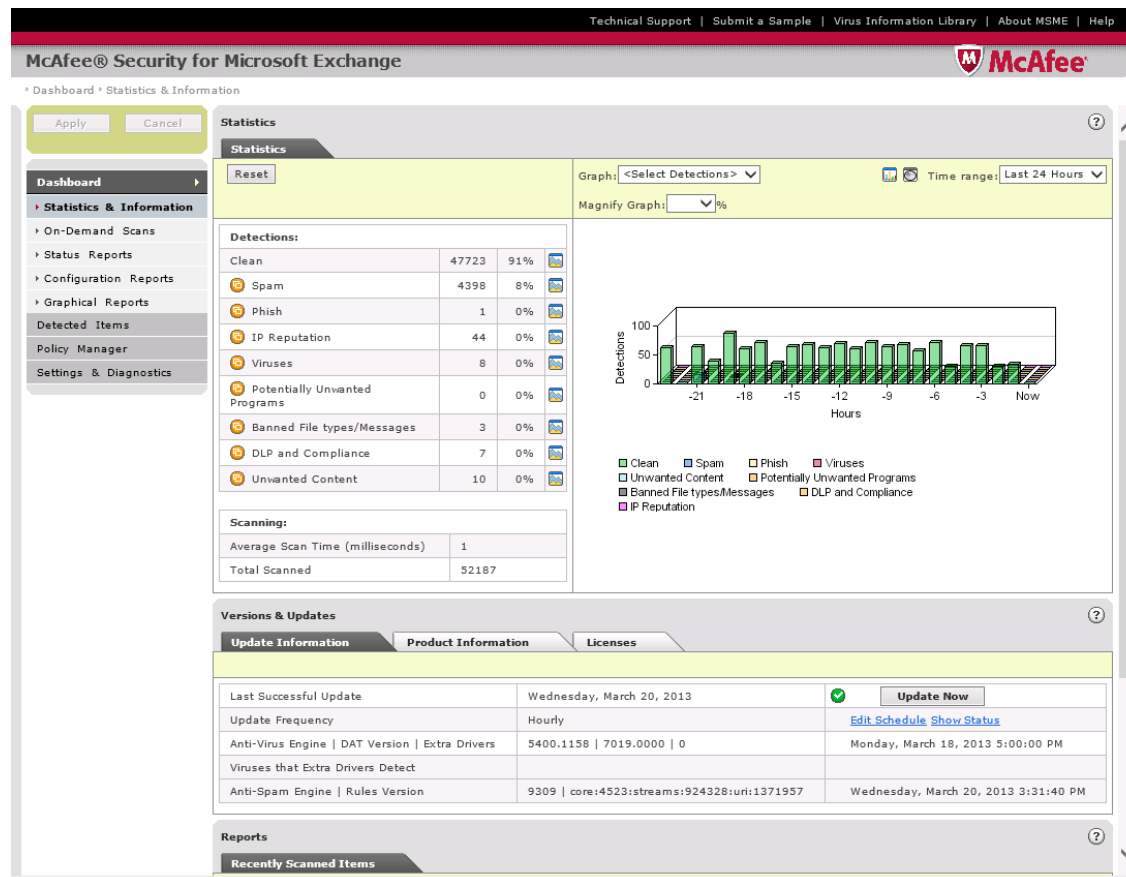 Technical Support | Submit a Sample | Virus Information Library | About MSME | Help
McAfee® Security for Microsoft Exchange
McAfee
Dashboard Statistics & Information
Apply Cancel
Dashboard
Statistics & Information
On-Demand Scans
Status Reports
Configuration Reports
Graphical Reports
Detected Items
Policy Manager
Settings & Diagnostics
Statistics
Statistics
Reset
Graph: <Select Detections> Time range: Last 24 Hours
Magnify Graph: %
Detections:
Clean 47723 91%
Spam 4398 8%
Phish 1 0%
IP Reputation 44 0%
Viruses 8 0%
Potentially Unwanted
Programs 0 0%
Banned File types/Messages 3 0%
DLP and Compliance 7 0%
Unwanted Content 10 0%
Scanning:
Average Scan Time (milliseconds) 1
Total Scanned 52187
Detections
100
50
0
-21 -18 -15 -12 -9 -6 -3 Now
Hours
Clean Spam Phish Viruses
Unwanted Content Potentially Unwanted Programs
Banned File types/Messages DLP and Compliance
IP Reputation
Versions & Updates
Update Information Product Information Licenses
Last Successful Update Wednesday, March 20, 2013 Update Now
Update Frequency Hourly Edit Schedule Show Status
Anti-Virus Engine | DAT Version | Extra Drivers 5400.1158 | 7019.0000 | 0 Monday, March 18, 2013 5:00:00 PM
Viruses that Extra Drivers Detect
Anti-Spam Engine | Rules Version 9309 | core:4523:streams:924328:uri:1371957 Wednesday, March 20, 2013 3:31:40 PM
Reports
Recently Scanned Items